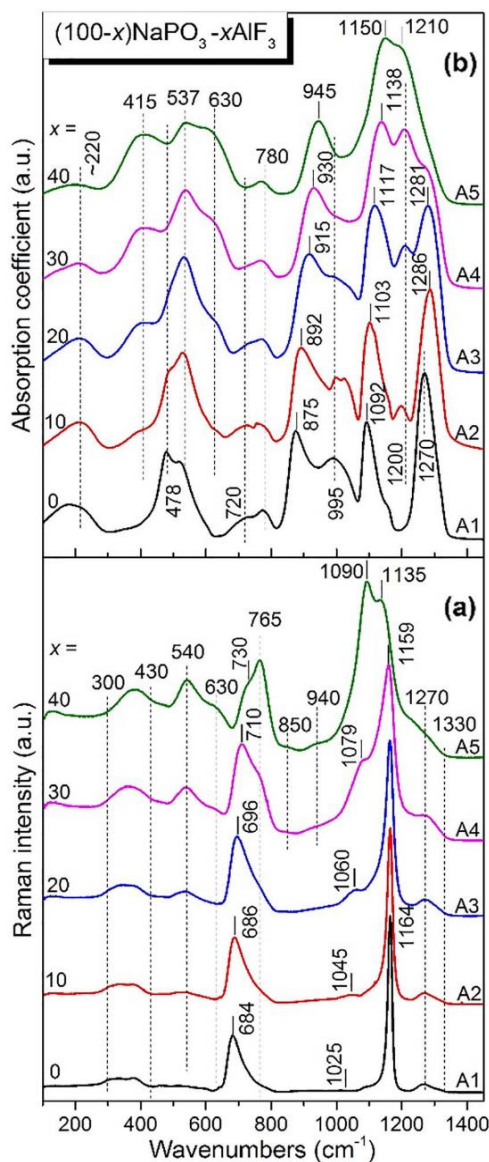 (100-x)NaPO3 -xAlF3
(b)
1150 1210
415 537 630
945
1138
x =
~220
780
930
40
A5
1117
1281
30
915
A4
1286
20
892
1103
A3
10
875
1092
A2
0
478
720
995
1200
1270
A1
Absorption coefficient (a.u.)
1090 1135
(a)
765
x =
730
1159
300 430 540 630
850 940
1270 1330
40
710
A5
1079
30
A4
696
20
1060
A3
1164
686
10
1045
A2
684
0
1025
A1
Raman intensity (a.u.)
200 400 600 800 1000 1200 1400
Wavenumbers (cm-1)